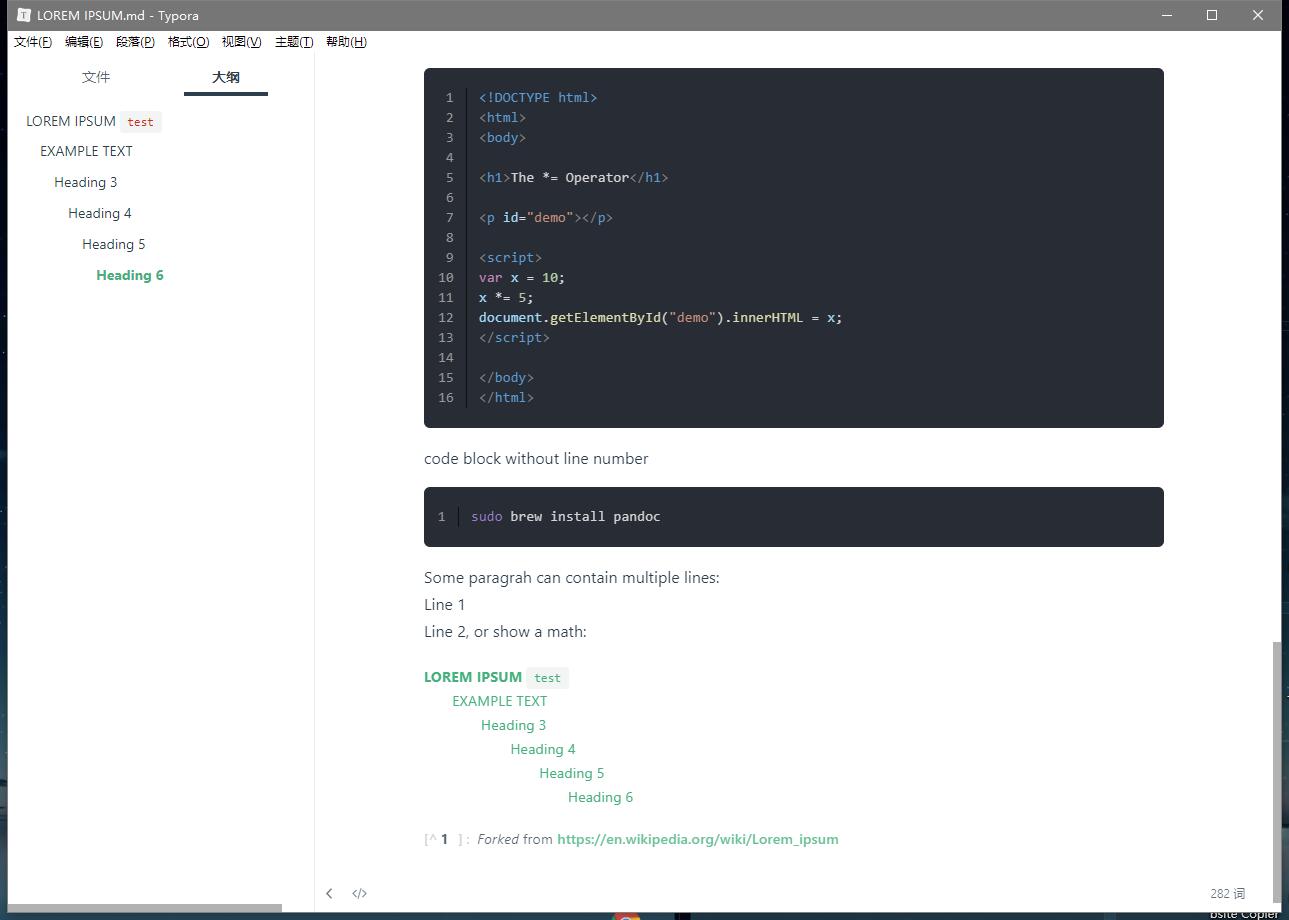 LOREM IPSUM.md - Typora
文件(F) 编辑(E) 段落(P) 格式(O) 视图(V) 主题(T) 帮助(H)
文件 大纲
LOREM IPSUM test
EXAMPLE TEXT
Heading 3
Heading 4
Heading 5
Heading 6
1 <!DOCTYPE html>
2 <html>
3 <body>
4
5 <h1>The *= Operator</h1>
6
7 <p id="demo"></p>
8
9 <script>
10 var x = 10;
11 x *= 5;
12 document.getElementById("demo").innerHTML = x;
13 </script>
14
15 </body>
16 </html>
code block without line number
1 sudo brew install pandoc
Some paragrah can contain multiple lines:
Line 1
Line 2, or show a math:
LOREM IPSUM test
EXAMPLE TEXT
Heading 3
Heading 4
Heading 5
Heading 6
[^ 1 ] : Forked from https://en.wikipedia.org/wiki/Lorem_ipsum
</> 282 词
bsite Copier